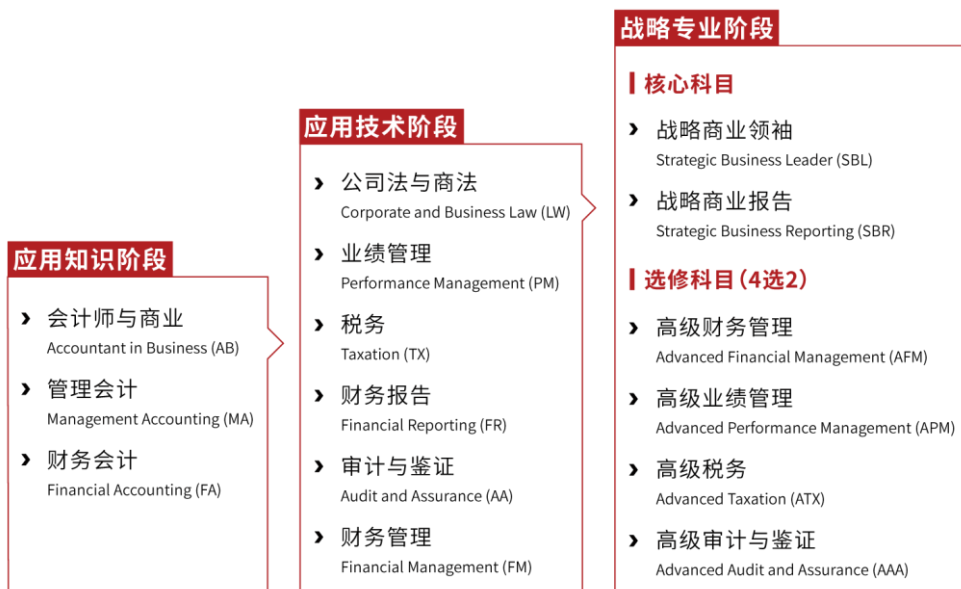 应用知识阶段
会计师与商业
Accountant in Business (AB)
管理会计
Management Accounting (MA)
财务会计
Financial Accounting (FA)
应用技术阶段
公司法与商法
Corporate and Business Law (LW)
业绩管理
Performance Management (PM)
税务
Taxation (TX)
财务报告
Financial Reporting (FR)
审计与鉴证
Audit and Assurance (AA)
财务管理
Financial Management (FM)
战略专业阶段
核心科目
战略商业领袖
Strategic Business Leader (SBL)
战略商业报告
Strategic Business Reporting (SBR)
选修科目（4选2）
高级财务管理
Advanced Financial Management (AFM)
高级业绩管理
Advanced Performance Management (APM)
高级税务
Advanced Taxation (ATX)
高级审计与鉴证
Advanced Audit and Assurance (AAA)